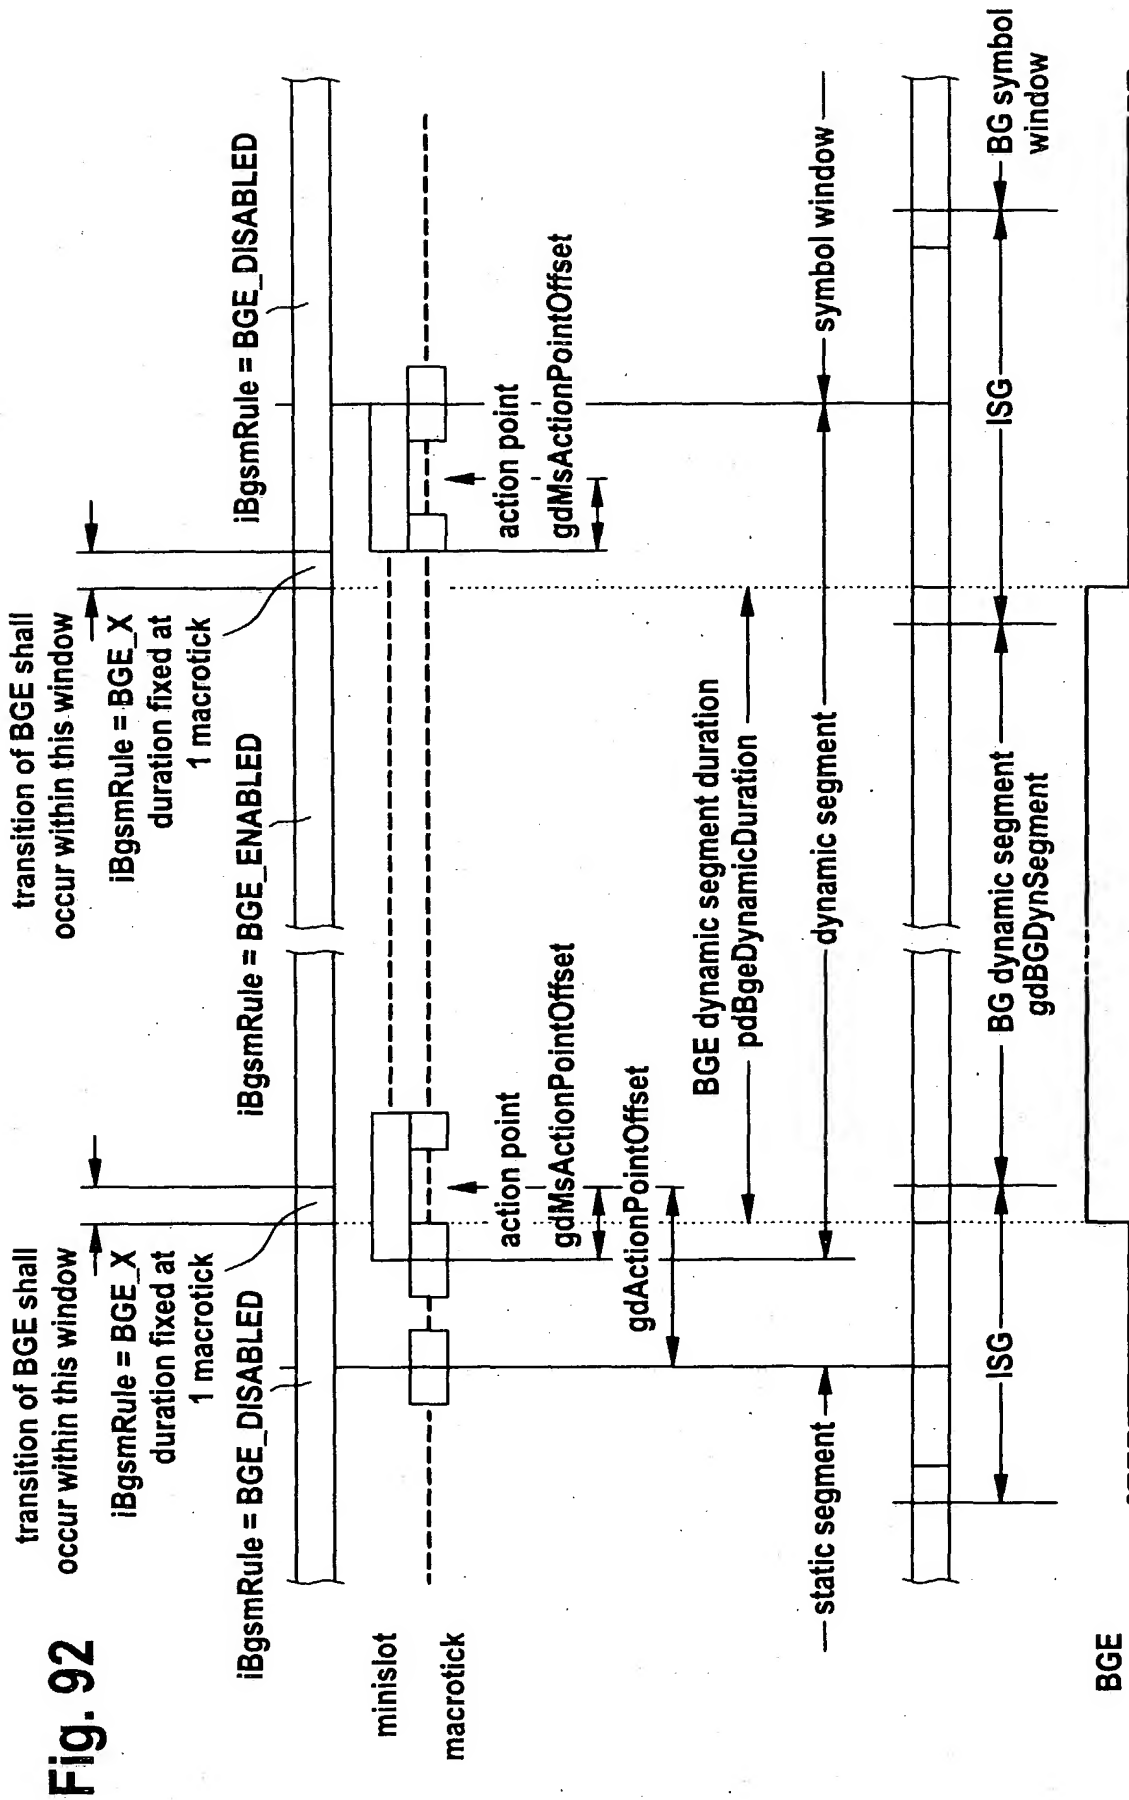 Fig. 92
transition of BGE shall
occur within this window
iBgsmRule = BGE_X
duration fixed at
1 macrotick
transition of BGE shall
occur within this window
iBgsmRule = BGE_X
duration fixed at
1 macrotick
iBgsmRule = BGE_DISABLED
iBgsmRule = BGE_ENABLED
iBgsmRule = BGE_DISABLED
minislot
macrotick
action point
gdMsActionPointOffset
gdActionPointOffset
action point
gdMsActionPointOffset
BGE dynamic segment duration
pdBgeDynamicDuration
static segment
dynamic segment
symbol window
ISG
BG dynamic segment
gdBGDynSegment
ISG
BG symbol
window
BGE